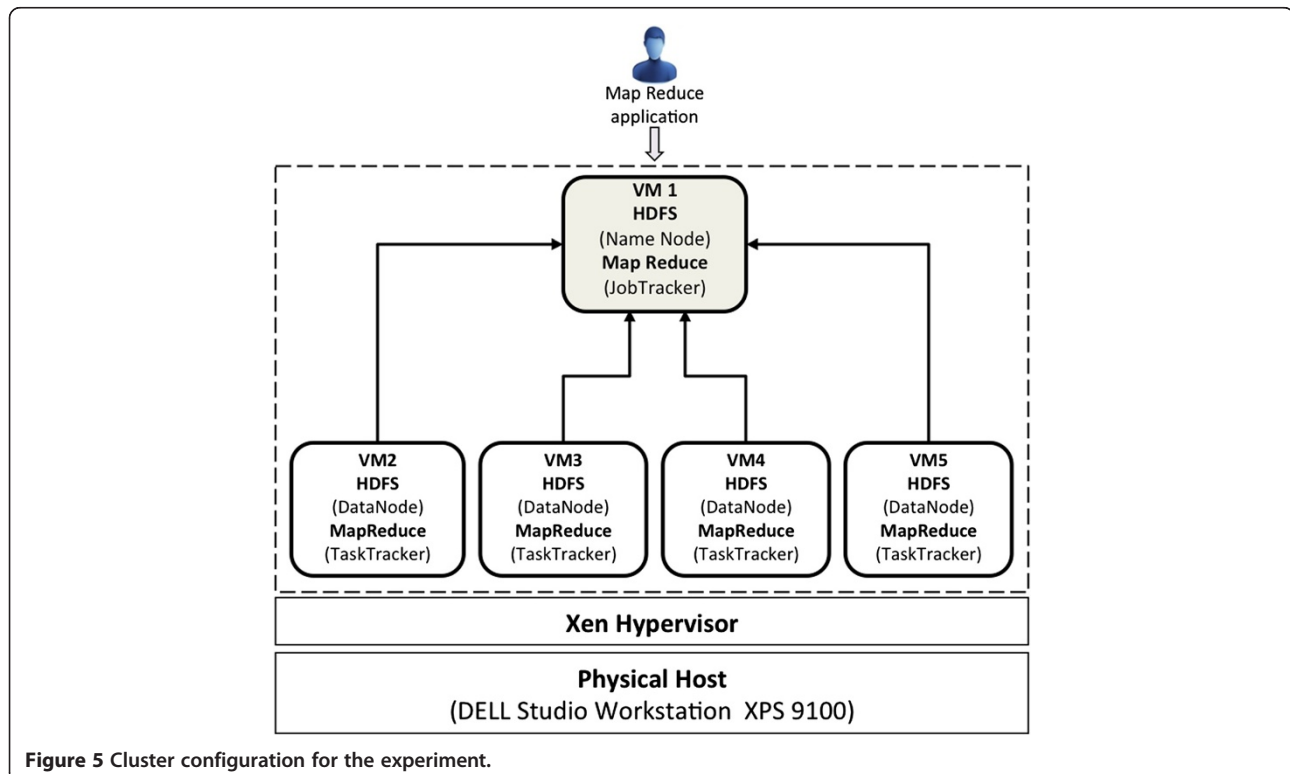 Map Reduce
application
VM 1
HDFS
(Name Node)
Map Reduce
(JobTracker)
VM2
HDFS
(DataNode)
MapReduce
(TaskTracker)
VM3
HDFS
(DataNode)
MapReduce
(TaskTracker)
VM4
HDFS
(DataNode)
MapReduce
(TaskTracker)
VM5
HDFS
(DataNode)
MapReduce
(TaskTracker)
Xen Hypervisor
Physical Host
(DELL Studio Workstation XPS 9100)
Figure 5 Cluster configuration for the experiment.